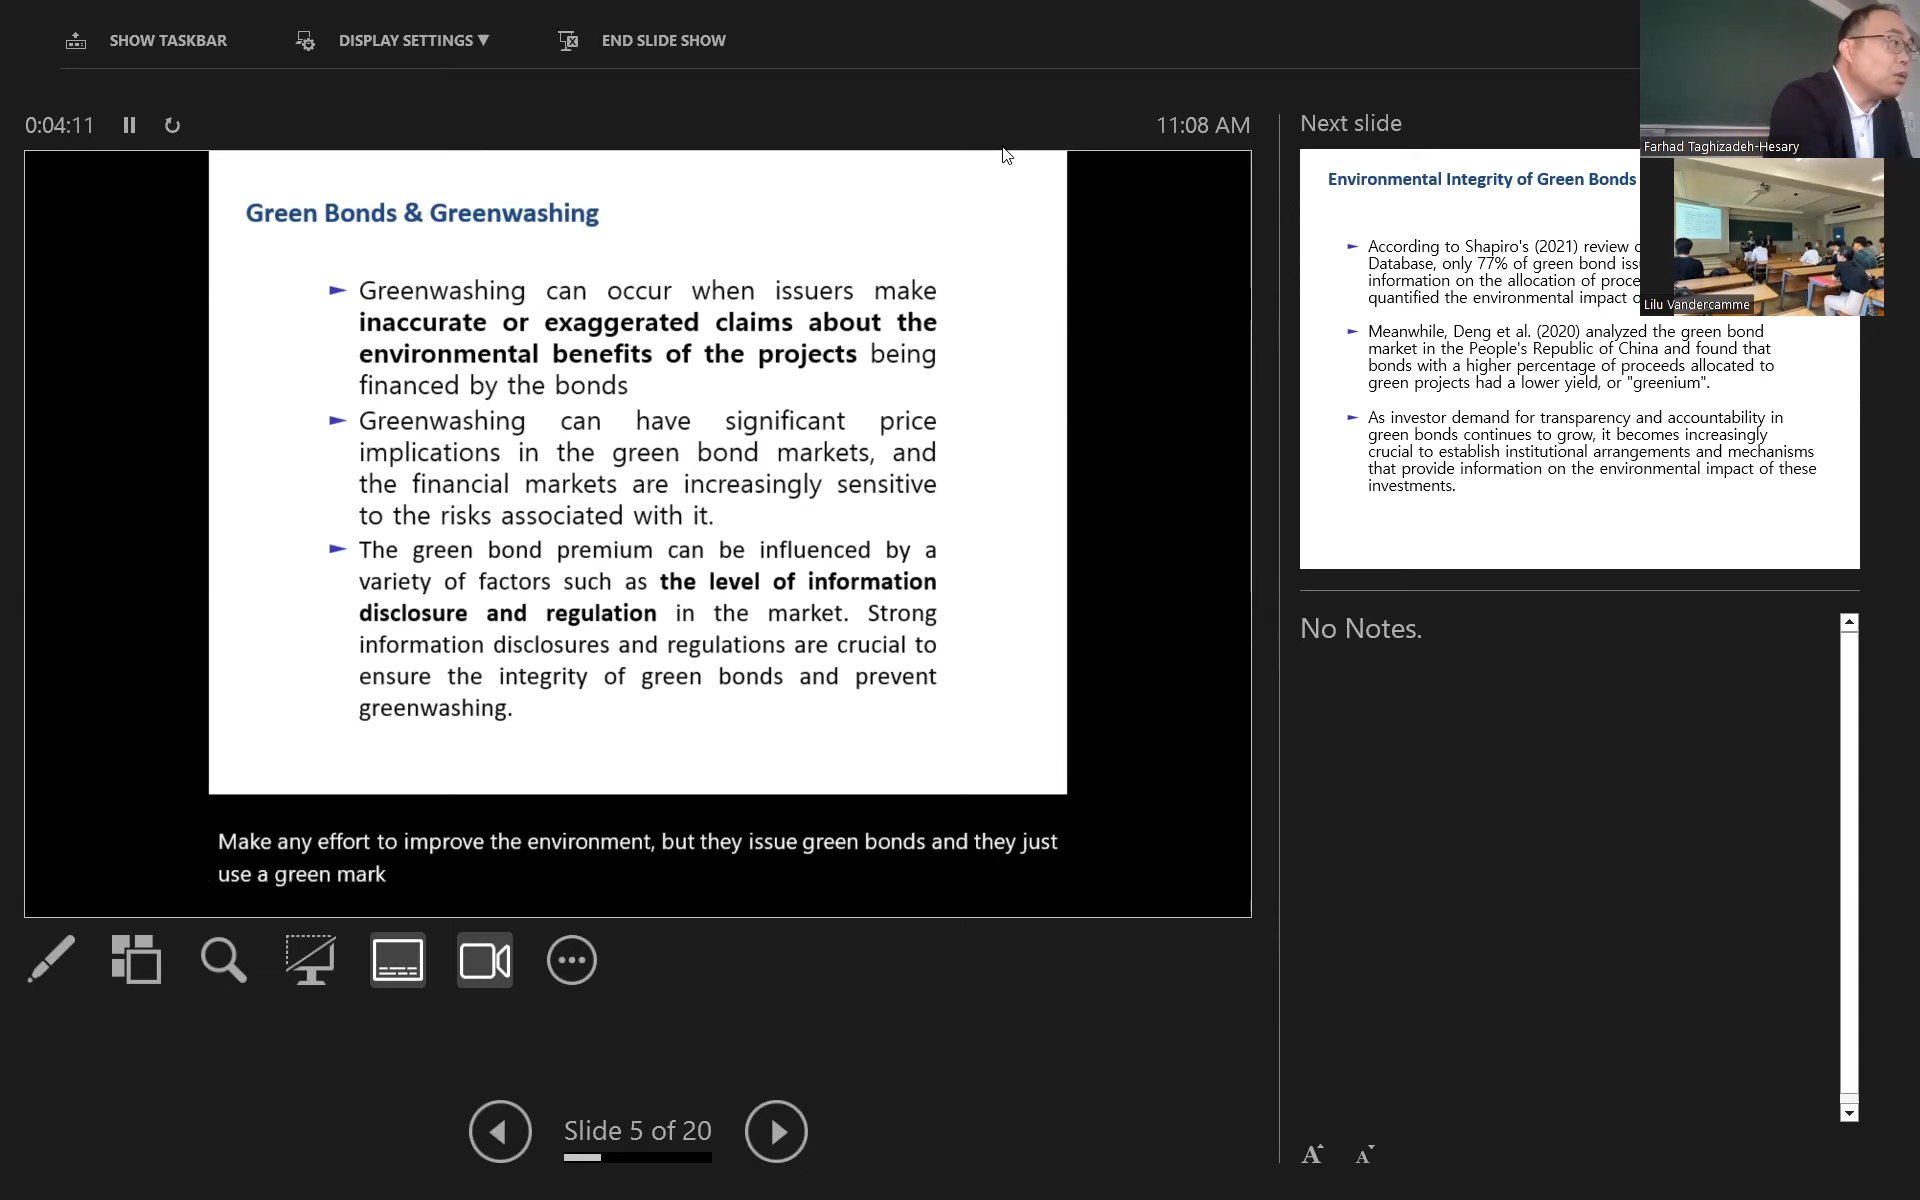 SHOW TASKBAR
DISPLAY SETTINGS ▼
END SLIDE SHOW
0:04:11
11:08 AM
Green Bonds & Greenwashing
► Greenwashing can occur when issuers make
inaccurate or exaggerated claims about the
environmental benefits of the projects being
financed by the bonds
► Greenwashing can have significant price
implications in the green bond markets, and
the financial markets are increasingly sensitive
to the risks associated with it.
► The green bond premium can be influenced by a
variety of factors such as the level of information
disclosure and regulation in the market. Strong
information disclosures and regulations are crucial to
ensure the integrity of green bonds and prevent
greenwashing.
Make any effort to improve the environment, but they issue green bonds and they just
use a green mark
Slide 5 of 20
Next slide
Environmental Integrity of Green Bonds
► According to Shapiro's (2021) review
Database, only 77% of green bond
information on the allocation of
quantified the environmental impact
► Meanwhile, Deng et al. (2020) analyzed the green bond
market in the People's Republic of China and found that
bonds with a higher percentage of proceeds allocated to
green projects had a lower yield, or "greenium".
► As investor demand for transparency and accountability in
green bonds continues to grow, it becomes increasingly
crucial to establish institutional arrangements and mechanisms
that provide information on the environmental impact of these
investments.
Farhad Taghizadeh-Hesary
Lilu Vandercamme
No Notes.
A A